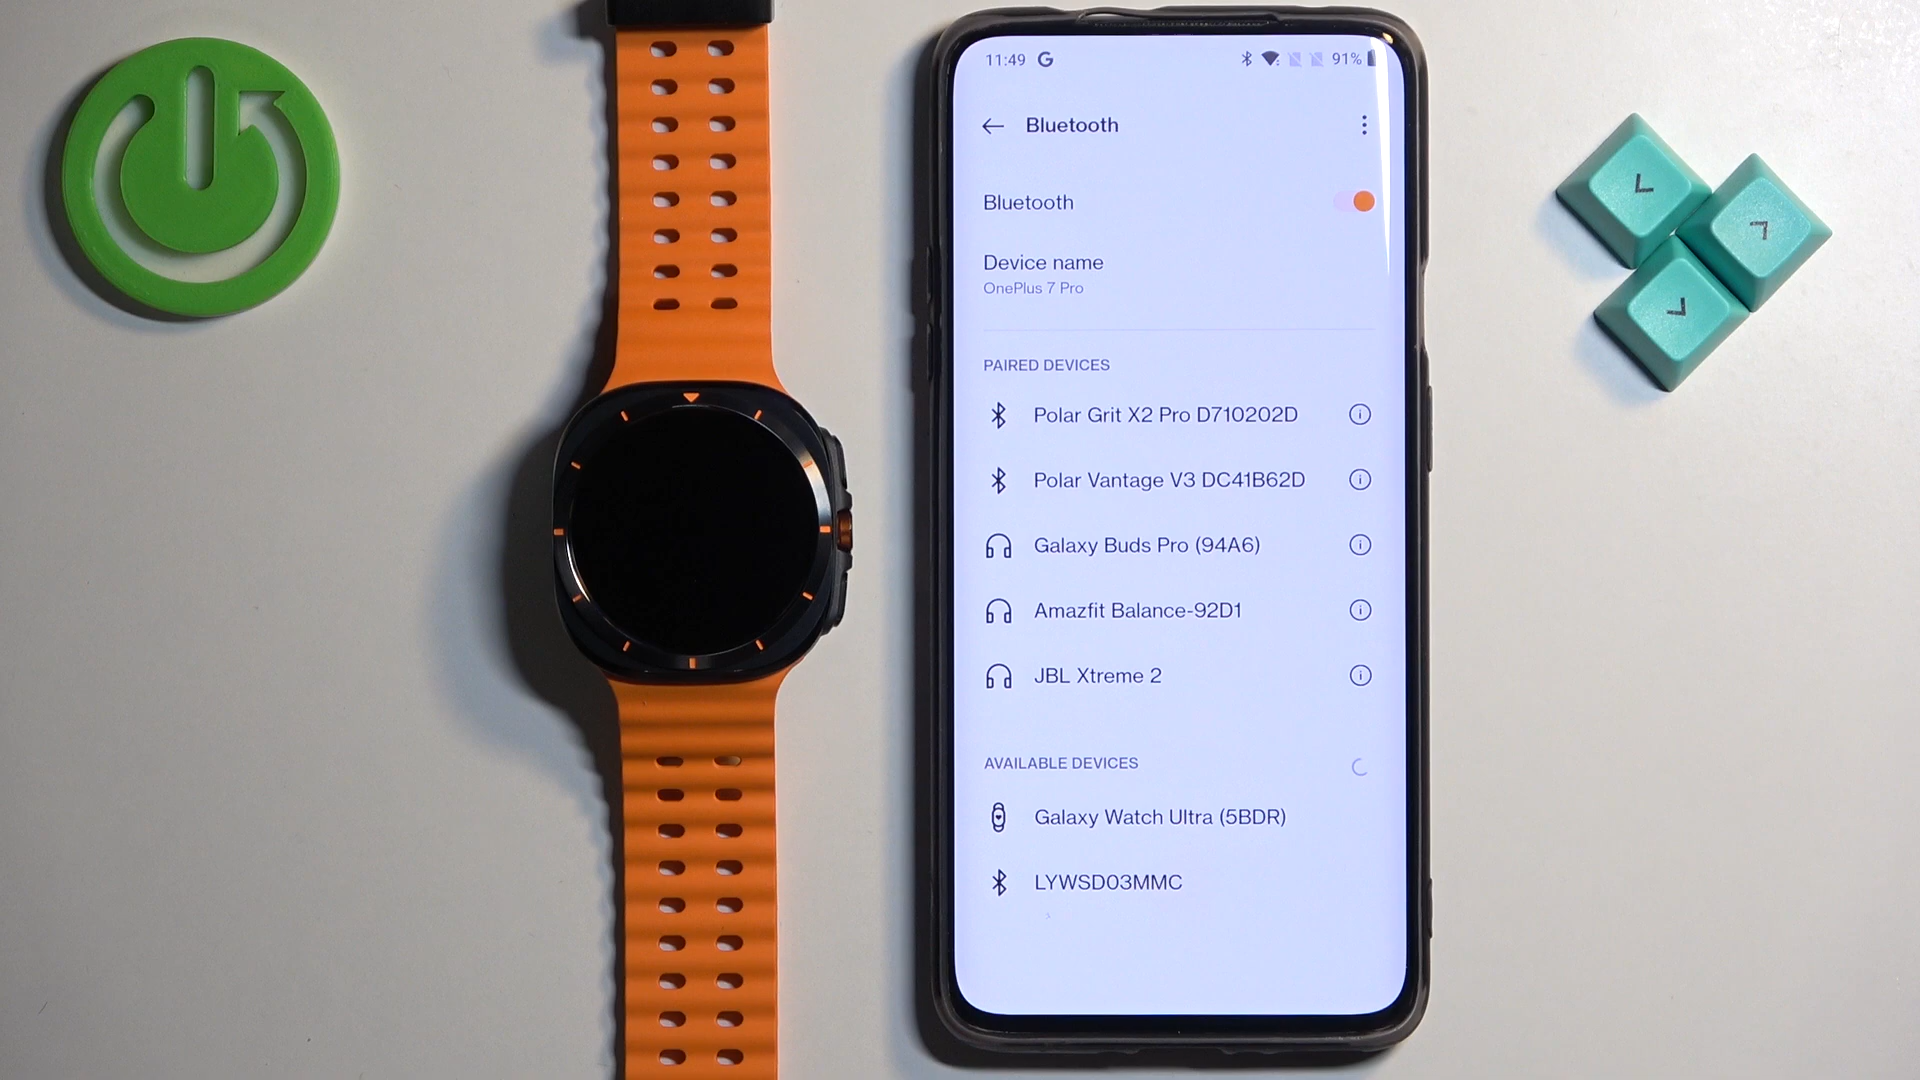 11:49 G 91%
Bluetooth
Bluetooth
Device name
OnePlus 7 Pro
PAIRED DEVICES
Polar Grit X2 Pro D710202D
Polar Vantage V3 DC41B62D
Galaxy Buds Pro (94A6)
Amazfit Balance-92D1
JBL Xtreme 2
AVAILABLE DEVICES
Galaxy Watch Ultra (5BDR)
LYWSD03MMC